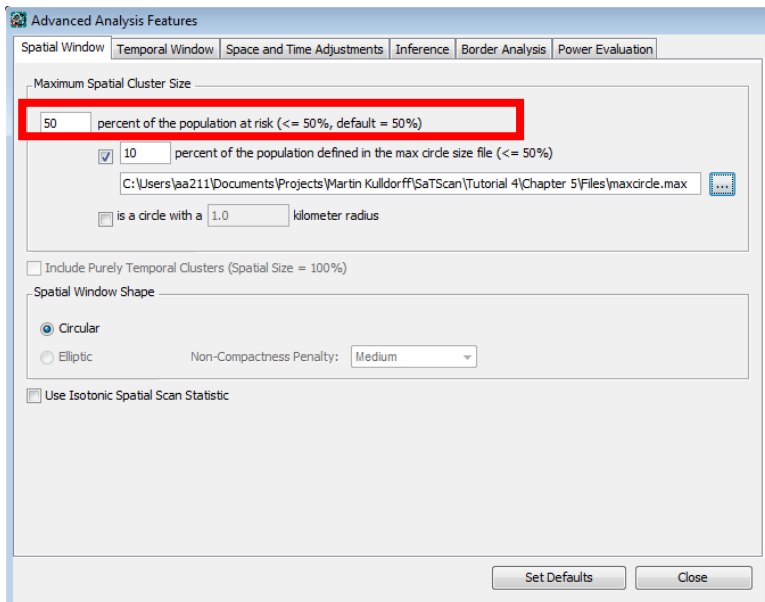 Advanced Analysis Features
Spatial Window Temporal Window Space and Time Adjustments Inference Border Analysis Power Evaluation
Maximum Spatial Cluster Size
50 percent of the population at risk (<= 50%, default = 50%)
10 percent of the population defined in the max circle size file (<= 50%)
C:\Users\aa211\Documents\Projects\Martin Kulldorff\SaTScan\Tutorial 4\Chapter 5\Files\maxcircle.max ...
is a circle with a 1.0 kilometer radius
Include Purely Temporal Clusters (Spatial Size = 100%)
Spatial Window Shape
Circular
Elliptic Non-Compactness Penalty: Medium
Use Isotonic Spatial Scan Statistic
Set Defaults Close